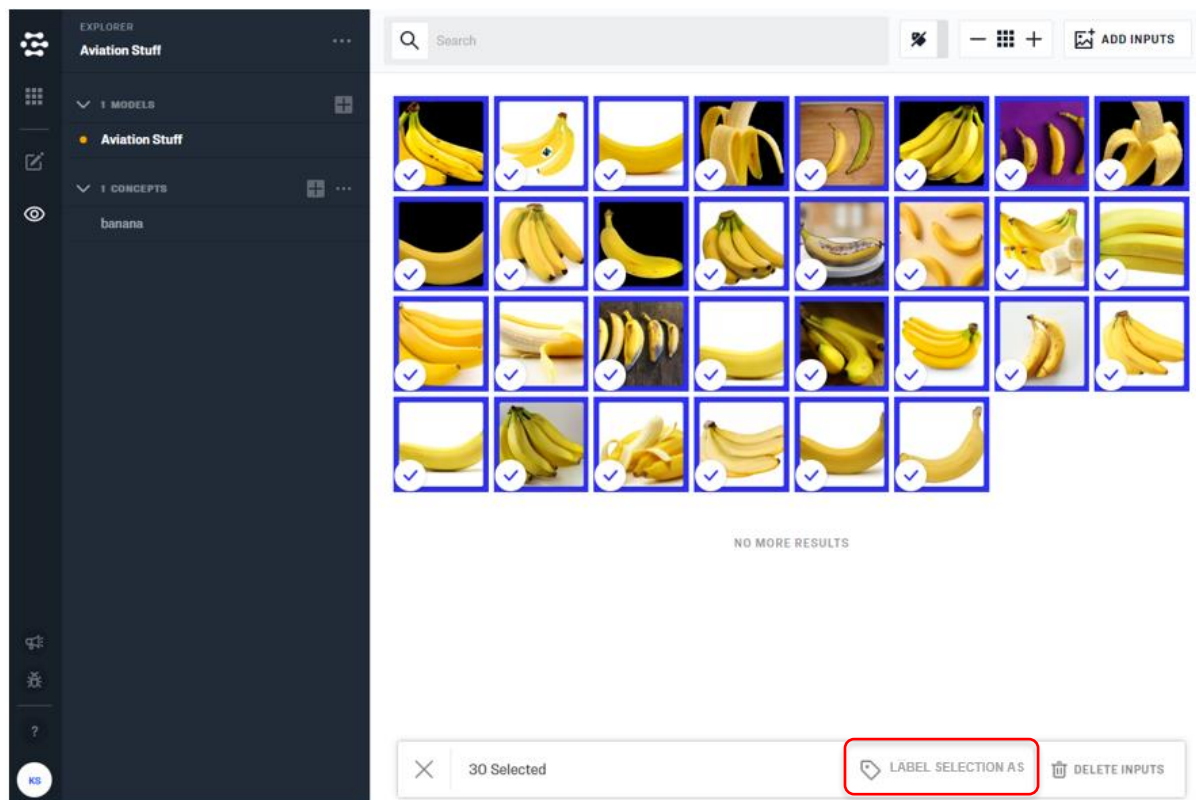 EXPLORER
Aviation Stuff
Search
ADD INPUTS
1 MODELS
Aviation Stuff
1 CONCEPTS
banana
NO MORE RESULTS
?
KS
30 Selected
LABEL SELECTION AS
DELETE INPUTS